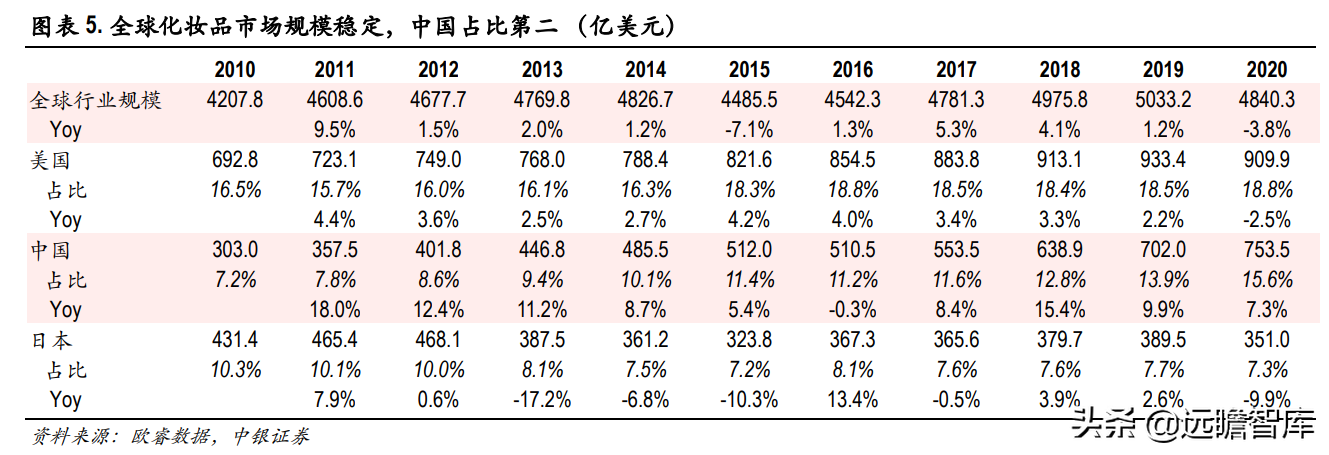 图表 5. 全球化妆品市场规模稳定，中国占比第二（亿美元）
2010 2011 2012 2013 2014 2015 2016 2017 2018 2019 2020
全球行业规模 4207.8 4608.6 4677.7 4769.8 4826.7 4485.5 4542.3 4781.3 4975.8 5033.2 4840.3
Yoy 9.5% 1.5% 2.0% 1.2% -7.1% 1.3% 5.3% 4.1% 1.2% -3.8%
美国 692.8 723.1 749.0 768.0 788.4 821.6 854.5 883.8 913.1 933.4 909.9
占比 16.5% 15.7% 16.0% 16.1% 16.3% 18.3% 18.8% 18.5% 18.4% 18.5% 18.8%
Yoy 4.4% 3.6% 2.5% 2.7% 4.2% 4.0% 3.4% 3.3% 2.2% -2.5%
中国 303.0 357.5 401.8 446.8 485.5 512.0 510.5 553.5 638.9 702.0 753.5
占比 7.2% 7.8% 8.6% 9.4% 10.1% 11.4% 11.2% 11.6% 12.8% 13.9% 15.6%
Yoy 18.0% 12.4% 11.2% 8.7% 5.4% -0.3% 8.4% 15.4% 9.9% 7.3%
日本 431.4 465.4 468.1 387.5 361.2 323.8 367.3 365.6 379.7 389.5 351.0
占比 10.3% 10.1% 10.0% 8.1% 7.5% 7.2% 8.1% 7.6% 7.6% 7.7% 7.3%
Yoy 7.9% 0.6% -17.2% -6.8% -10.3% 13.4% -0.5% 3.9% 2.6% -9.9%
资料来源：欧睿数据，中银证券
头条 @远瞻智库